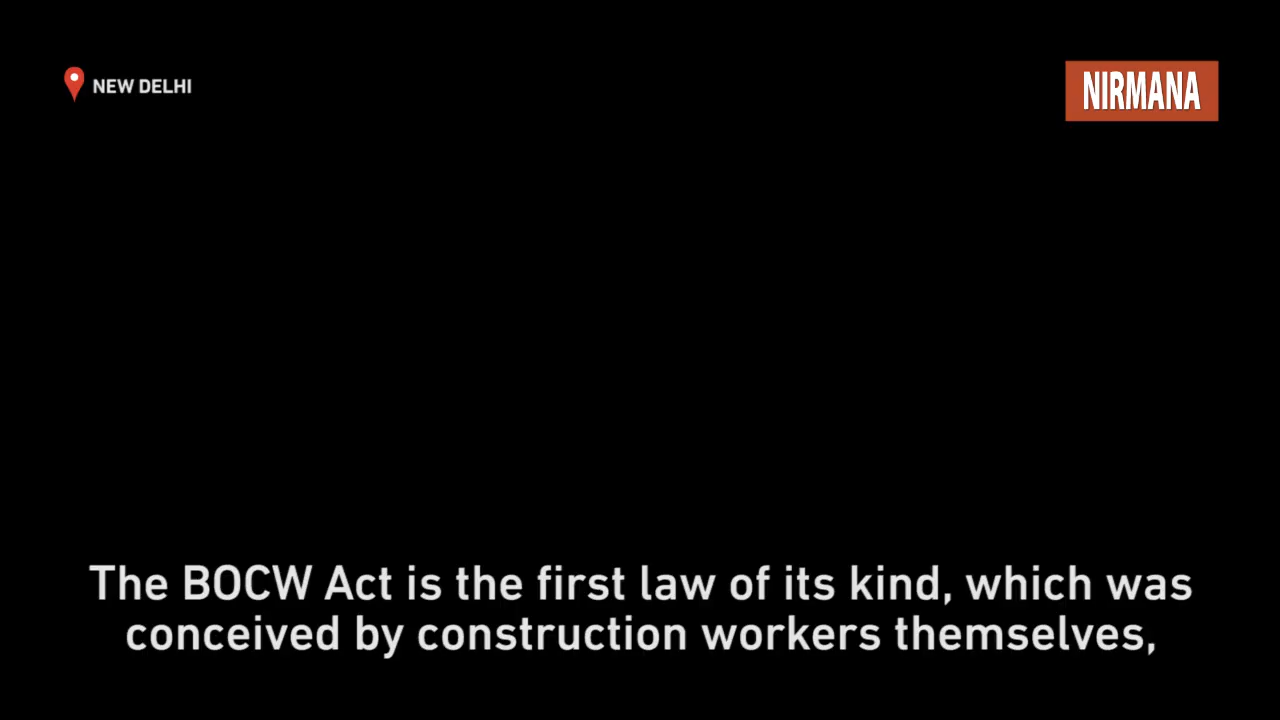 NEW DELHI
NIRMANA
The BOCW Act is the first law of its kind, which was
conceived by construction workers themselves,